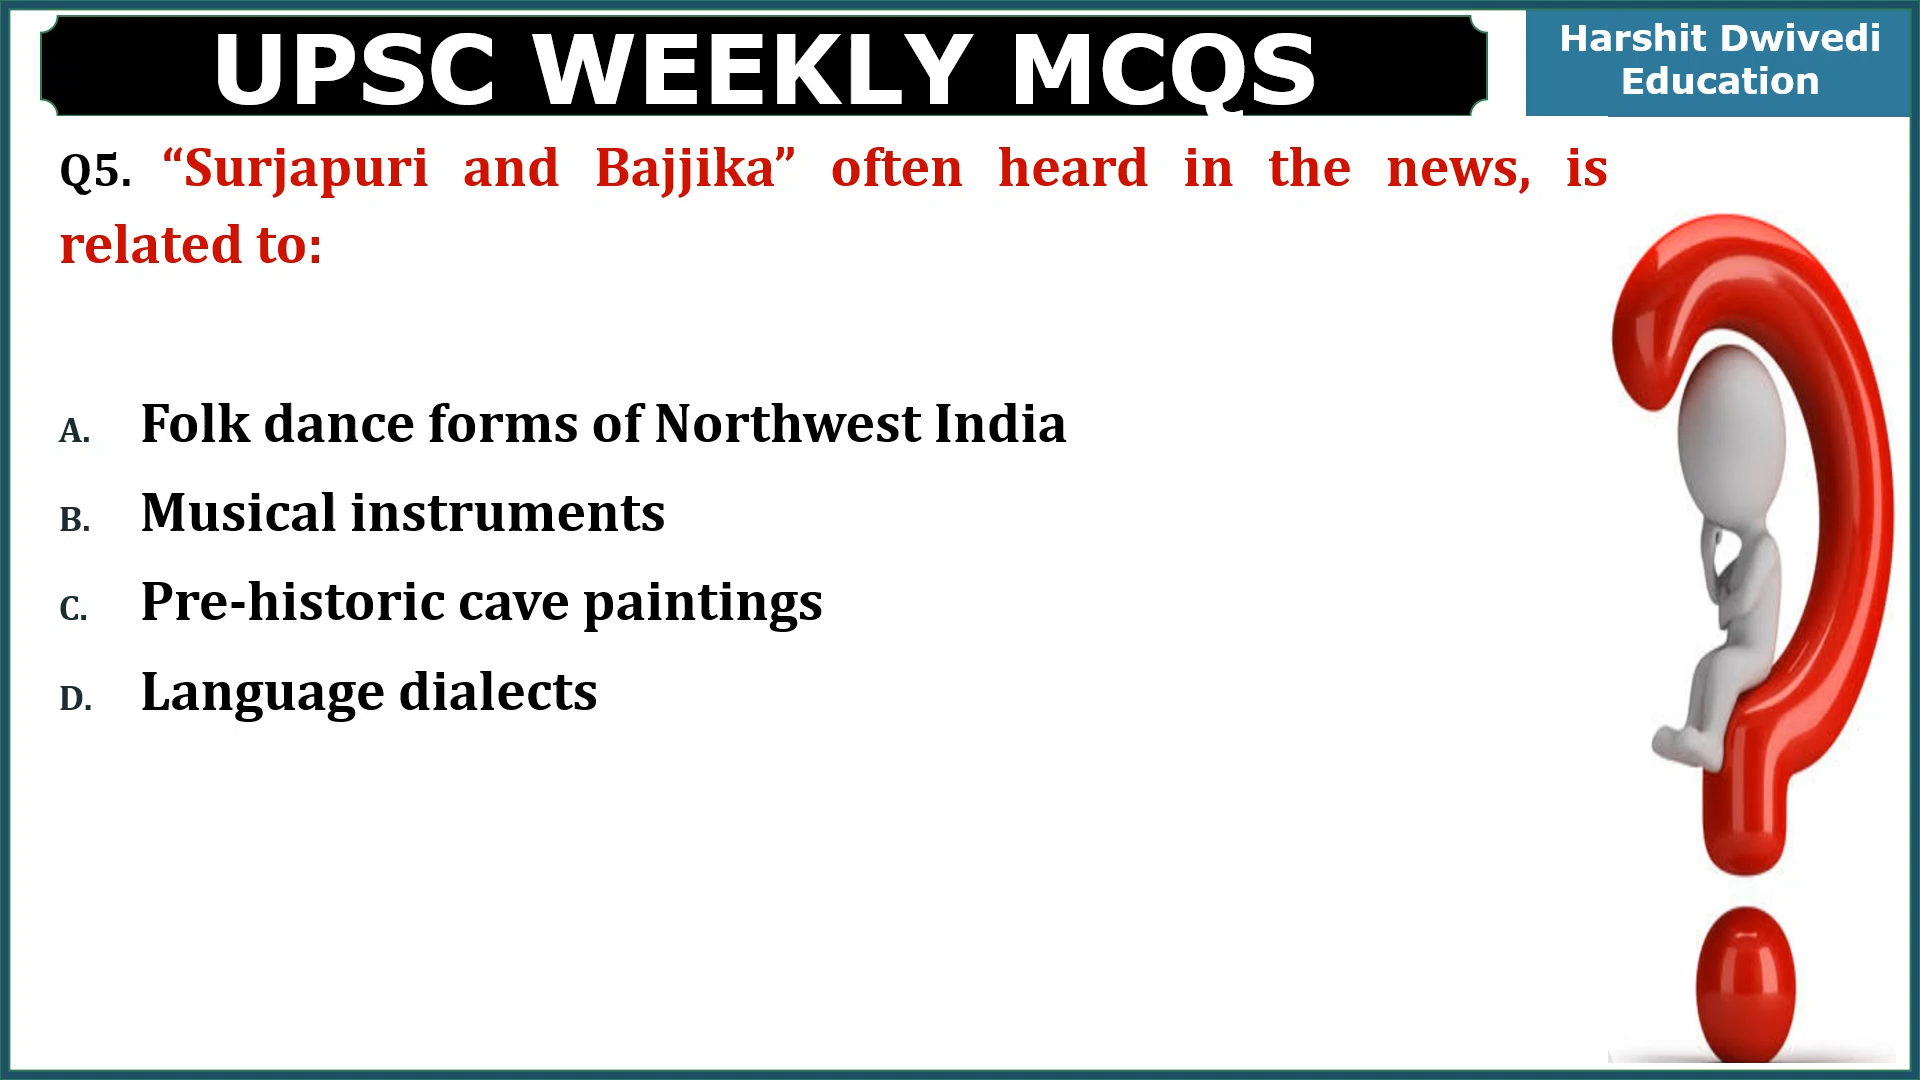 UPSC WEEKLY MCQS
Harshit Dwivedi
Education
Q5. “Surjapuri and Bajjika” often heard in the news, is
related to:
A. Folk dance forms of Northwest India
B. Musical instruments
C. Pre-historic cave paintings
D. Language dialects